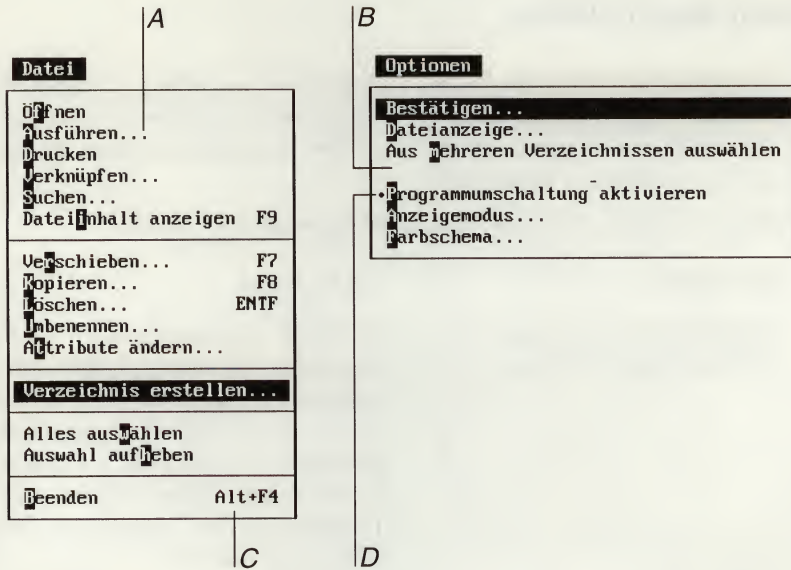 A
B
Datei
Öffnen
Ausführen...
Drucken
Verknüpfen...
Suchen...
Dateiinhalt anzeigen F9
Verschieben... F7
Kopieren... F8
Löschen... ENTF
Umbenennen...
Attribute ändern...
Verzeichnis erstellen...
Alles auswählen
Auswahl aufheben
Beenden Alt+F4
C
Optionen
Bestätigen...
Dateianzeige...
Aus mehreren Verzeichnissen auswählen
Programmumschaltung aktivieren
Anzeigemodus...
Farbschema...
D